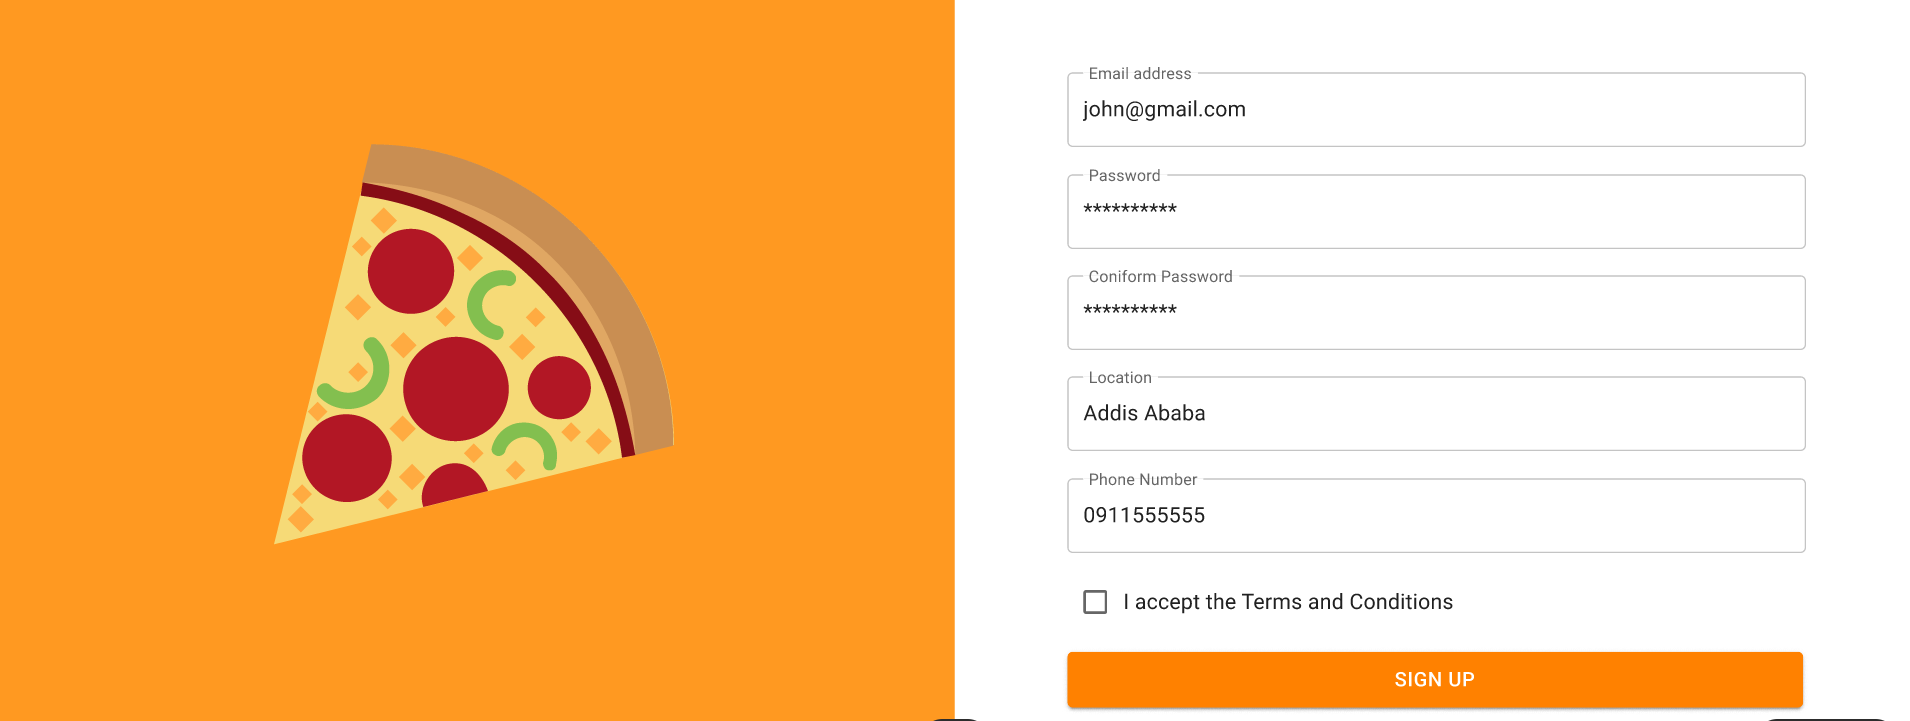 Email address
john@gmail.com
Password
**********
Coniform Password
**********
Location
Addis Ababa
Phone Number
0911555555
I accept the Terms and Conditions
SIGN UP